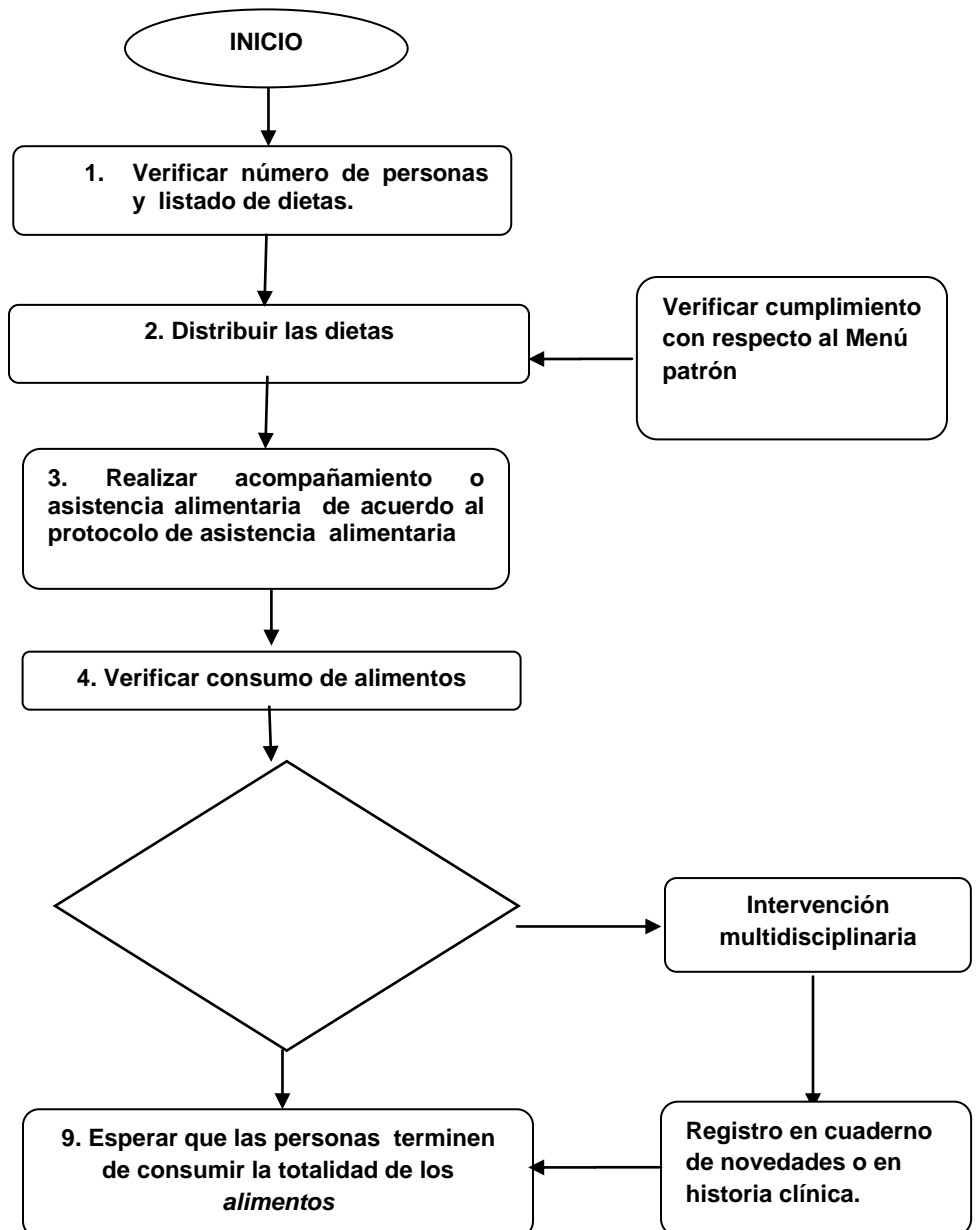 INICIO
1. Verificar número de personas
y listado de dietas.
2. Distribuir las dietas
Verificar cumplimiento
con respecto al Menú
patrón
3. Realizar acompañamiento o
asistencia alimentaria de acuerdo al
protocolo de asistencia alimentaria
4. Verificar consumo de alimentos
Intervención
multidisciplinaria
9. Esperar que las personas terminen
de consumir la totalidad de los
alimentos
Registro en cuaderno
de novedades o en
historia clínica.